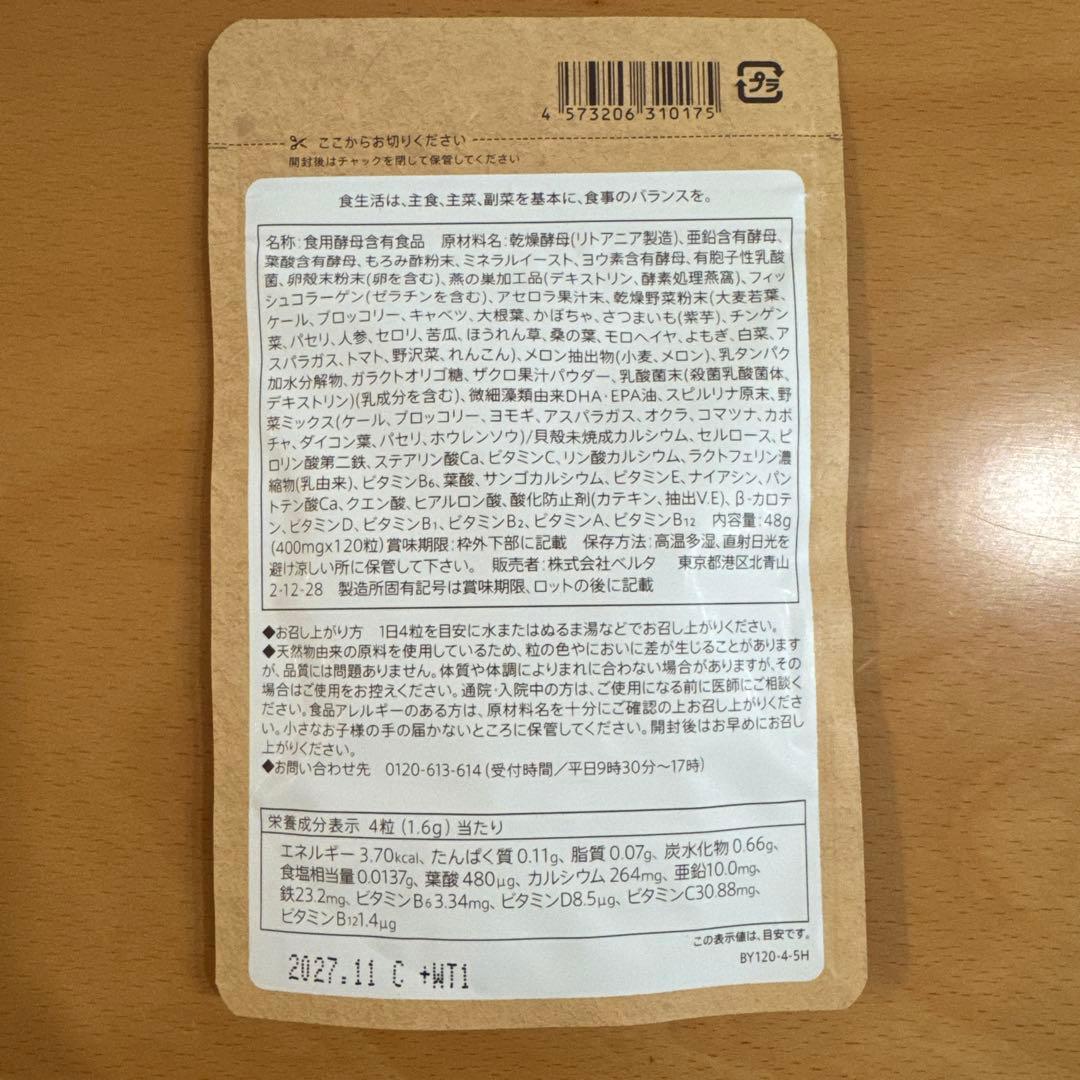 プラ
4 573206 310175
ここからお切りください
開封後はチャックを閉して保管してください
食生活は、主食、主菜、副菜を基本に、食事のバランスを。
名称:食用酵母含有食品 原材料名:乾燥酵母(リトアニア製造)、亜鉛含有酵母、
葉酸含有酵母、もろみ酢粉末、ミネラルイースト、ヨウ素含有酵母、有胞子性乳酸
菌、卵殻末粉末(卵を含む)、燕の巣加工品(デキストリン、酵素処理燕窩)、フィッ
シュコラーゲン(ゼラチンを含む)、アセロラ果汁末、乾燥野菜粉末(大麦若葉、
ケール、ブロッコリー、キャベツ、大根葉、かぼちゃ、さつまいも(紫芋)、チンゲン
菜、パセリ、人参、セロリ、苦瓜、ほうれん草、桑の葉、モロヘイヤ、よもぎ、白菜、ア
スパラガス、トマト、野沢菜、れんこん)、メロン抽出物(小麦、メロン)、乳タンパク
加水分解物、ガラクトオリゴ糖、ザクロ果汁パウダー、乳酸菌末(殺菌乳酸菌体、
デキストリン)(乳成分を含む)、微細藻類由来DHA・EPA油、スピルリナ原末、野
菜ミックス(ケール、ブロッコリー、ヨモギ、アスパラガス、オクラ、コマツナ、カボ
チャ、ダイコン葉、パセリ、ホウレンソウ)/貝殻未焼成カルシウム、セルロース、ピ
ロリン酸第二鉄、ステアリン酸Ca、ビタミンC、リン酸カルシウム、ラクトフェリン濃
縮物(乳由来)、ビタミンB6、葉酸、サンゴカルシウム、ビタミンE、ナイアシン、パン
トテン酸Ca、クエン酸、ヒアルロン酸、酸化防止剤(カテキン、抽出V.E)、β-カロテ
ン、ビタミンD、ビタミンB1、ビタミンB2、ビタミンA、ビタミンB12 内容量:48g
(400mgx120粒)賞味期限:枠外下部に記載 保存方法:高温多湿、直射日光を
避け涼しい所に保管して下さい。 販売者:株式会社ベルタ 東京都港区北青山
2-12-28 製造所固有記号は賞味期限、ロットの後に記載
◆お召し上がり方 1日4粒を目安に水またはぬるま湯などでお召し上がりください。
◆天然物由来の原料を使用しているため、粒の色やにおいに差が生じることがあります
が、品質には問題ありません。体質や体調によりまれに合わない場合がありますが、その
場合はご使用をお控えください。通院・入院中の方は、ご使用になる前に医師にご相談く
ださい。食品アレルギーのある方は、原材料名を十分にご確認の上お召し上がりくださ
い。小さなお子様の手の届かないところに保管してください。開封後はお早めにお召し
上がりください。
◆お問い合わせ先 0120-613-614(受付時間/平日9時30分~17時)
栄養成分表示 4粒(1.6g)当たり
エネルギー3.70kcal、たんぱく質0.11g、脂質0.07g、炭水化物0.66g、
食塩相当量0.0137g、葉酸480μg、カルシウム264mg、亜鉛10.0mg、
鉄23.2mg、ビタミンB6 3.34mg、ビタミンD8.5μg、ビタミンC30.88mg、
ビタミンB12 1.4μg
この表示値は、目安です。
BY120-4-5H
2027.11 C +WT1